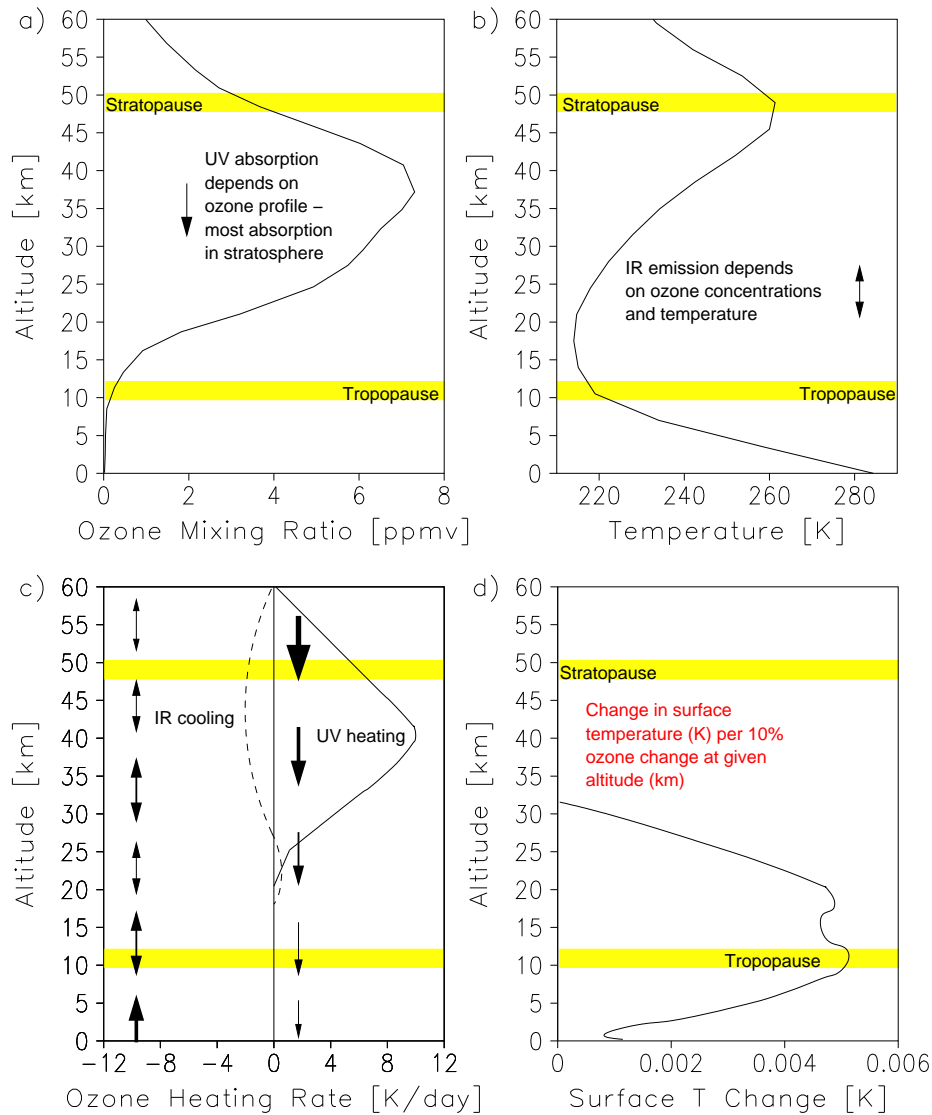 a)
60
55
50
45
40
35
30
25
20
15
10
5
0
Altitude [km]
Stratopause
UV absorption
depends on
ozone profile –
most absorption
in stratosphere
Tropopause
0 2 4 6 8
Ozone Mixing Ratio [ppmv]
b)
60
55
50
45
40
35
30
25
20
15
10
5
0
Altitude [km]
Stratopause
IR emission depends
on ozone concentrations
and temperature
Tropopause
220 240 260 280
Temperature [K]
c)
60
55
50
45
40
35
30
25
20
15
10
5
0
Altitude [km]
IR cooling
UV heating
−12 −8 −4 0 4 8 12
Ozone Heating Rate [K/day]
d)
60
55
50
45
40
35
30
25
20
15
10
5
0
Altitude [km]
Stratopause
Change in surface
temperature (K) per 10%
ozone change at given
altitude (km)
Tropopause
0 0.002 0.004 0.006
Surface T Change [K]